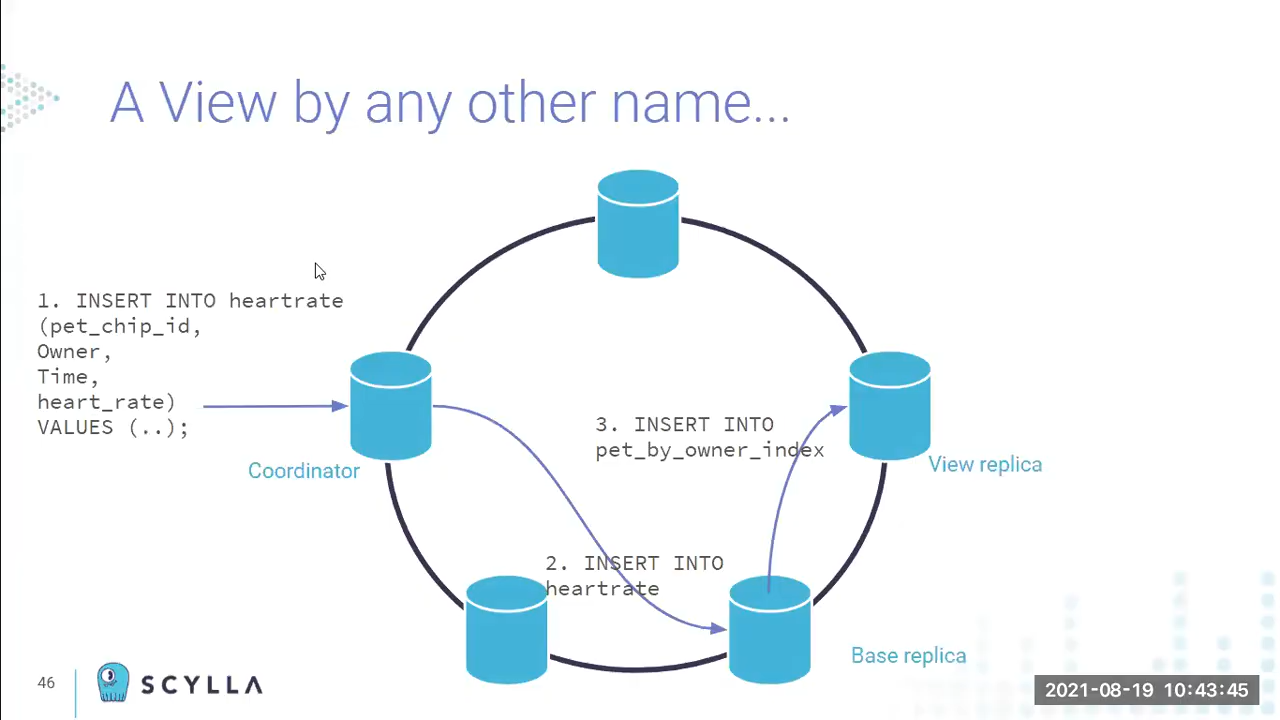 A View by any other name...
1. INSERT INTO heartrate
(pet_chip_id,
Owner,
Time,
heart_rate)
VALUES (..);
Coordinator
3. INSERT INTO
pet_by_owner_index
View replica
2. INSERT INTO
heartrate
Base replica
46
SCYLLA
2021-08-19 10:43:45